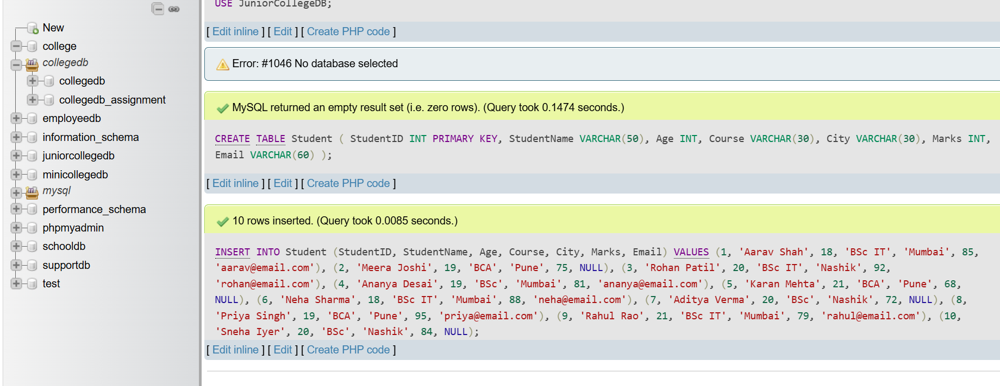 New
college
collegedb
collegedb
collegedb_assignment
employeedb
information_schema
juniorcollegedb
minicollegedb
mysql
performance_schema
phpmyadmin
schooldb
supportdb
test
USE JuniorCollegeDB;
[ Edit inline ] [ Edit ] [ Create PHP code ]
Error: #1046 No database selected
MySQL returned an empty result set (i.e. zero rows). (Query took 0.1474 seconds.)
CREATE TABLE Student ( StudentID INT PRIMARY KEY, StudentName VARCHAR(50), Age INT, Course VARCHAR(30), City VARCHAR(30), Marks INT,
Email VARCHAR(60) );
[ Edit inline ] [ Edit ] [ Create PHP code ]
10 rows inserted. (Query took 0.0085 seconds.)
INSERT INTO Student (StudentID, StudentName, Age, Course, City, Marks, Email) VALUES (1, 'Aarav Shah', 18, 'BSc IT', 'Mumbai', 85,
'aarav@email.com'), (2, 'Meera Joshi', 19, 'BCA', 'Pune', 75, NULL), (3, 'Rohan Patil', 20, 'BSc IT', 'Nashik', 92,
'rohan@email.com'), (4, 'Ananya Desai', 19, 'BSc', 'Mumbai', 81, 'ananya@email.com'), (5, 'Karan Mehta', 21, 'BCA', 'Pune', 68,
NULL), (6, 'Neha Sharma', 18, 'BSc IT', 'Mumbai', 88, 'neha@email.com'), (7, 'Aditya Verma', 20, 'BSc', 'Nashik', 72, NULL), (8,
'Priya Singh', 19, 'BCA', 'Pune', 95, 'priya@email.com'), (9, 'Rahul Rao', 21, 'BSc IT', 'Mumbai', 79, 'rahul@email.com'), (10,
'Sneha Iyer', 20, 'BSc', 'Nashik', 84, NULL);
[ Edit inline ] [ Edit ] [ Create PHP code ]